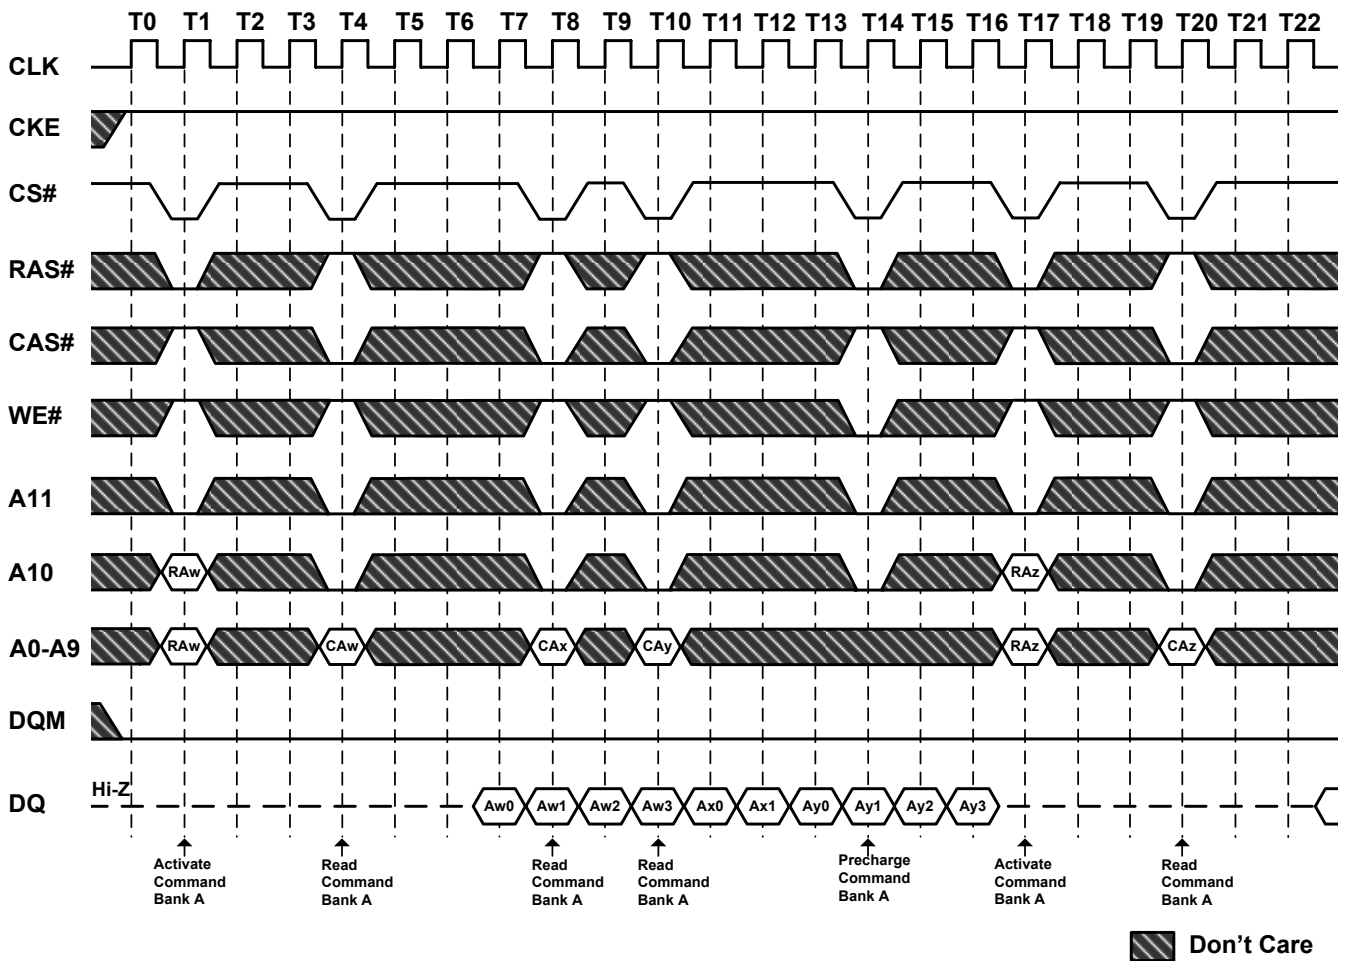 T0 T1 T2 T3 T4 T5 T6 T7 T8 T9 T10 T11 T12 T13 T14 T15 T16 T17 T18 T19 T20 T21 T22
CLK
CKE
CS#
RAS#
CAS#
WE#
A11
A10 RAw RAz
A0-A9 RAw CAw CAx CAy RAz CAz
DQM
Hi-Z
DQ Aw0 Aw1 Aw2 Aw3 Ax0 Ax1 Ay0 Ay1 Ay2 Ay3
Activate
Command
Bank A
Read
Command
Bank A
Read
Command
Bank A
Read
Command
Bank A
Precharge
Command
Bank A
Activate
Command
Bank A
Read
Command
Bank A
Don't Care